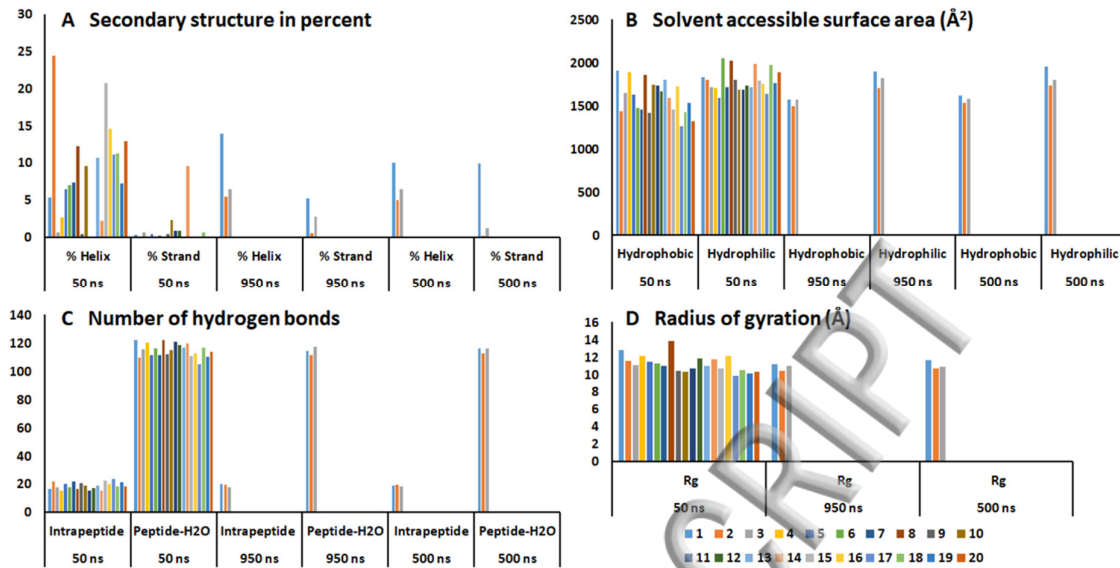 A Secondary structure in percent
30
25
20
15
10
5
0
% Helix % Strand % Helix % Strand % Helix % Strand
50 ns 50 ns 950 ns 950 ns 500 ns 500 ns
B Solvent accessible surface area (Å²)
2500
2000
1500
1000
500
0
Hydrophobic Hydrophilic Hydrophobic Hydrophilic Hydrophobic Hydrophilic
50 ns 50 ns 950 ns 950 ns 500 ns 500 ns
C Number of hydrogen bonds
140
120
100
80
60
40
20
0
Intrapeptide Peptide-H2O Intrapeptide Peptide-H2O Intrapeptide Peptide-H2O
50 ns 50 ns 950 ns 950 ns 500 ns 500 ns
D Radius of gyration (Å)
16
14
12
10
8
6
4
2
0
Rg Rg Rg
50 ns 950 ns 500 ns
1 2 3 4 5 6 7 8 9 10
11 12 13 14 15 16 17 18 19 20
CRIPT